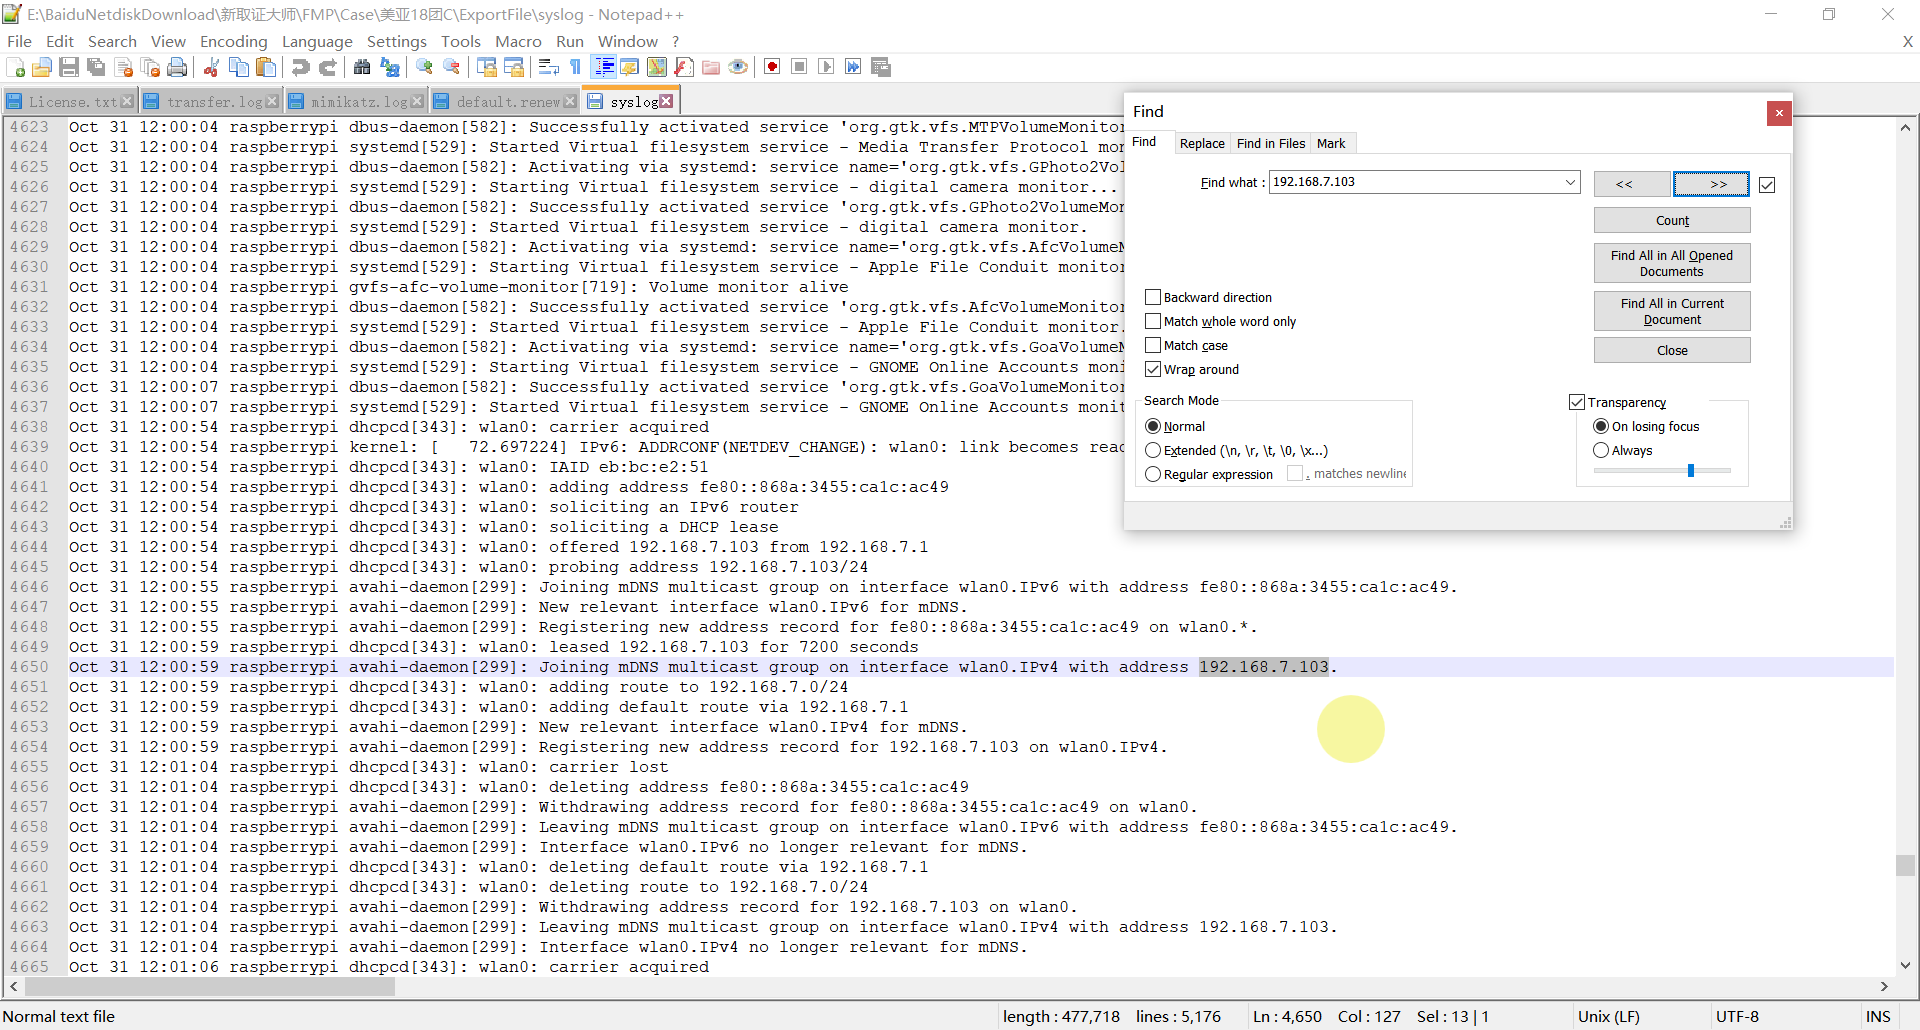 E:\BaiduNetdiskDownload\新取证大师\FMP\Case\美亚18团C\ExportFile\syslog - Notepad++
File Edit Search View Encoding Language Settings Tools Macro Run Window ? X
License.txt transfer.log mimikatz.log default.renew syslog
4623 Oct 31 12:00:04 raspberrypi dbus-daemon[582]: Successfully activated service 'org.gtk.vfs.MTPVolumeMonitor
4624 Oct 31 12:00:04 raspberrypi systemd[529]: Started Virtual filesystem service - Media Transfer Protocol mon
4625 Oct 31 12:00:04 raspberrypi dbus-daemon[582]: Activating via systemd: service name='org.gtk.vfs.GPhoto2Vol
4626 Oct 31 12:00:04 raspberrypi systemd[529]: Starting Virtual filesystem service - digital camera monitor...
4627 Oct 31 12:00:04 raspberrypi dbus-daemon[582]: Successfully activated service 'org.gtk.vfs.GPhoto2VolumeMon
4628 Oct 31 12:00:04 raspberrypi systemd[529]: Started Virtual filesystem service - digital camera monitor.
4629 Oct 31 12:00:04 raspberrypi dbus-daemon[582]: Activating via systemd: service name='org.gtk.vfs.AfcVolumeM
4630 Oct 31 12:00:04 raspberrypi systemd[529]: Starting Virtual filesystem service - Apple File Conduit monitor
4631 Oct 31 12:00:04 raspberrypi gvfs-afc-volume-monitor[719]: Volume monitor alive
4632 Oct 31 12:00:04 raspberrypi dbus-daemon[582]: Successfully activated service 'org.gtk.vfs.AfcVolumeMonitor
4633 Oct 31 12:00:04 raspberrypi systemd[529]: Started Virtual filesystem service - Apple File Conduit monitor.
4634 Oct 31 12:00:04 raspberrypi dbus-daemon[582]: Activating via systemd: service name='org.gtk.vfs.GoaVolumeM
4635 Oct 31 12:00:04 raspberrypi systemd[529]: Starting Virtual filesystem service - GNOME Online Accounts moni
4636 Oct 31 12:00:07 raspberrypi dbus-daemon[582]: Successfully activated service 'org.gtk.vfs.GoaVolumeMonitor
4637 Oct 31 12:00:07 raspberrypi systemd[529]: Started Virtual filesystem service - GNOME Online Accounts monit
4638 Oct 31 12:00:54 raspberrypi dhcpcd[343]: wlan0: carrier acquired
4639 Oct 31 12:00:54 raspberrypi kernel: [   72.697224] IPv6: ADDRCONF(NETDEV_CHANGE): wlan0: link becomes read
4640 Oct 31 12:00:54 raspberrypi dhcpcd[343]: wlan0: IAID eb:bc:e2:51
4641 Oct 31 12:00:54 raspberrypi dhcpcd[343]: wlan0: adding address fe80::868a:3455:ca1c:ac49
4642 Oct 31 12:00:54 raspberrypi dhcpcd[343]: wlan0: soliciting an IPv6 router
4643 Oct 31 12:00:54 raspberrypi dhcpcd[343]: wlan0: soliciting a DHCP lease
4644 Oct 31 12:00:54 raspberrypi dhcpcd[343]: wlan0: offered 192.168.7.103 from 192.168.7.1
4645 Oct 31 12:00:54 raspberrypi dhcpcd[343]: wlan0: probing address 192.168.7.103/24
4646 Oct 31 12:00:55 raspberrypi avahi-daemon[299]: Joining mDNS multicast group on interface wlan0.IPv6 with address fe80::868a:3455:ca1c:ac49.
4647 Oct 31 12:00:55 raspberrypi avahi-daemon[299]: New relevant interface wlan0.IPv6 for mDNS.
4648 Oct 31 12:00:55 raspberrypi avahi-daemon[299]: Registering new address record for fe80::868a:3455:ca1c:ac49 on wlan0.*.
4649 Oct 31 12:00:59 raspberrypi dhcpcd[343]: wlan0: leased 192.168.7.103 for 7200 seconds
4650 Oct 31 12:00:59 raspberrypi avahi-daemon[299]: Joining mDNS multicast group on interface wlan0.IPv4 with address 192.168.7.103.
4651 Oct 31 12:00:59 raspberrypi dhcpcd[343]: wlan0: adding route to 192.168.7.0/24
4652 Oct 31 12:00:59 raspberrypi dhcpcd[343]: wlan0: adding default route via 192.168.7.1
4653 Oct 31 12:00:59 raspberrypi avahi-daemon[299]: New relevant interface wlan0.IPv4 for mDNS.
4654 Oct 31 12:00:59 raspberrypi avahi-daemon[299]: Registering new address record for 192.168.7.103 on wlan0.IPv4.
4655 Oct 31 12:01:04 raspberrypi dhcpcd[343]: wlan0: carrier lost
4656 Oct 31 12:01:04 raspberrypi dhcpcd[343]: wlan0: deleting address fe80::868a:3455:ca1c:ac49
4657 Oct 31 12:01:04 raspberrypi avahi-daemon[299]: Withdrawing address record for fe80::868a:3455:ca1c:ac49 on wlan0.
4658 Oct 31 12:01:04 raspberrypi avahi-daemon[299]: Leaving mDNS multicast group on interface wlan0.IPv6 with address fe80::868a:3455:ca1c:ac49.
4659 Oct 31 12:01:04 raspberrypi avahi-daemon[299]: Interface wlan0.IPv6 no longer relevant for mDNS.
4660 Oct 31 12:01:04 raspberrypi dhcpcd[343]: wlan0: deleting default route via 192.168.7.1
4661 Oct 31 12:01:04 raspberrypi dhcpcd[343]: wlan0: deleting route to 192.168.7.0/24
4662 Oct 31 12:01:04 raspberrypi avahi-daemon[299]: Withdrawing address record for 192.168.7.103 on wlan0.
4663 Oct 31 12:01:04 raspberrypi avahi-daemon[299]: Leaving mDNS multicast group on interface wlan0.IPv4 with address 192.168.7.103.
4664 Oct 31 12:01:04 raspberrypi avahi-daemon[299]: Interface wlan0.IPv4 no longer relevant for mDNS.
4665 Oct 31 12:01:06 raspberrypi dhcpcd[343]: wlan0: carrier acquired
Find
Find Replace Find in Files Mark
Find what : 192.168.7.103 << >>
Count
Find All in All Opened
Documents
Find All in Current
Document
Close
Backward direction
Match whole word only
Match case
Wrap around
Search Mode
Normal
Extended (\n, \r, \t, \0, \x...)
Regular expression . matches newline
Transparency
On losing focus
Always
Normal text file length : 477,718 lines : 5,176 Ln : 4,650 Col : 127 Sel : 13 | 1 Unix (LF) UTF-8 INS